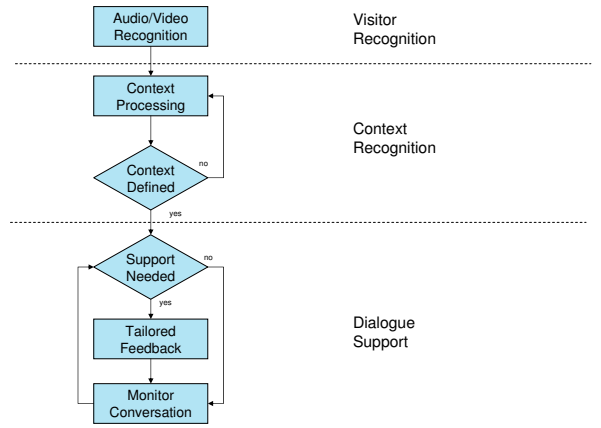 Audio/Video
Recognition
Visitor
Recognition
Context
Processing
Context
Recognition
no
Context
Defined
yes
Support
Needed
no
yes
Tailored
Feedback
Dialogue
Support
Monitor
Conversation